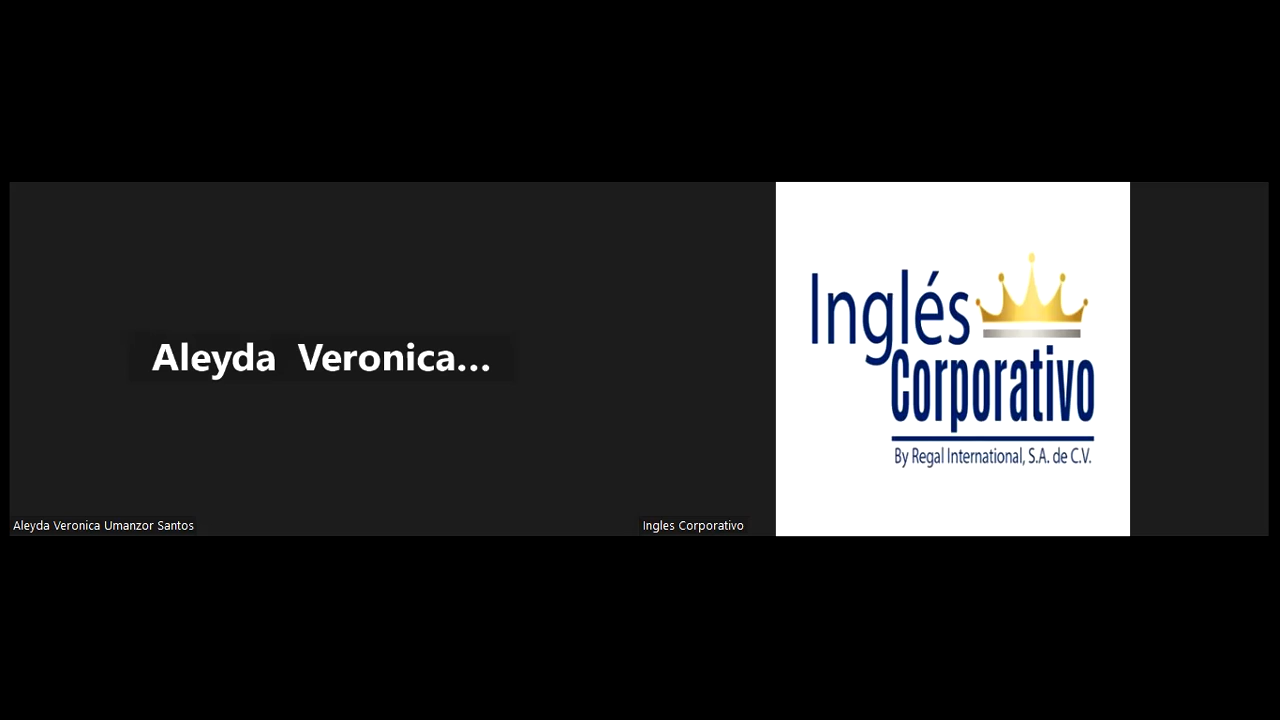 Aleyda Veronica...
Aleyda Veronica Umanzor Santos
Ingles Corporativo
Inglés
Corporativo
By Regal International, S.A. de C.V.